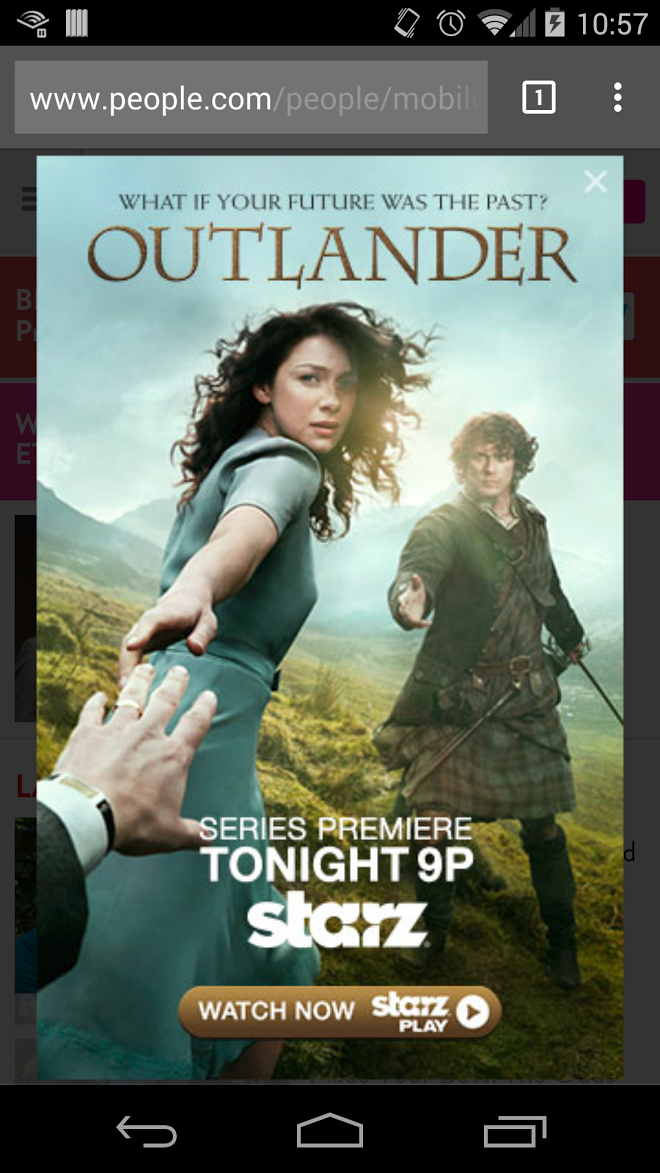 10:57
www.people.com/people/mobile
1
WHAT IF YOUR FUTURE WAS THE PAST?
OUTLANDER
SERIES PREMIERE
TONIGHT 9P
starz
WATCH NOW starz PLAY